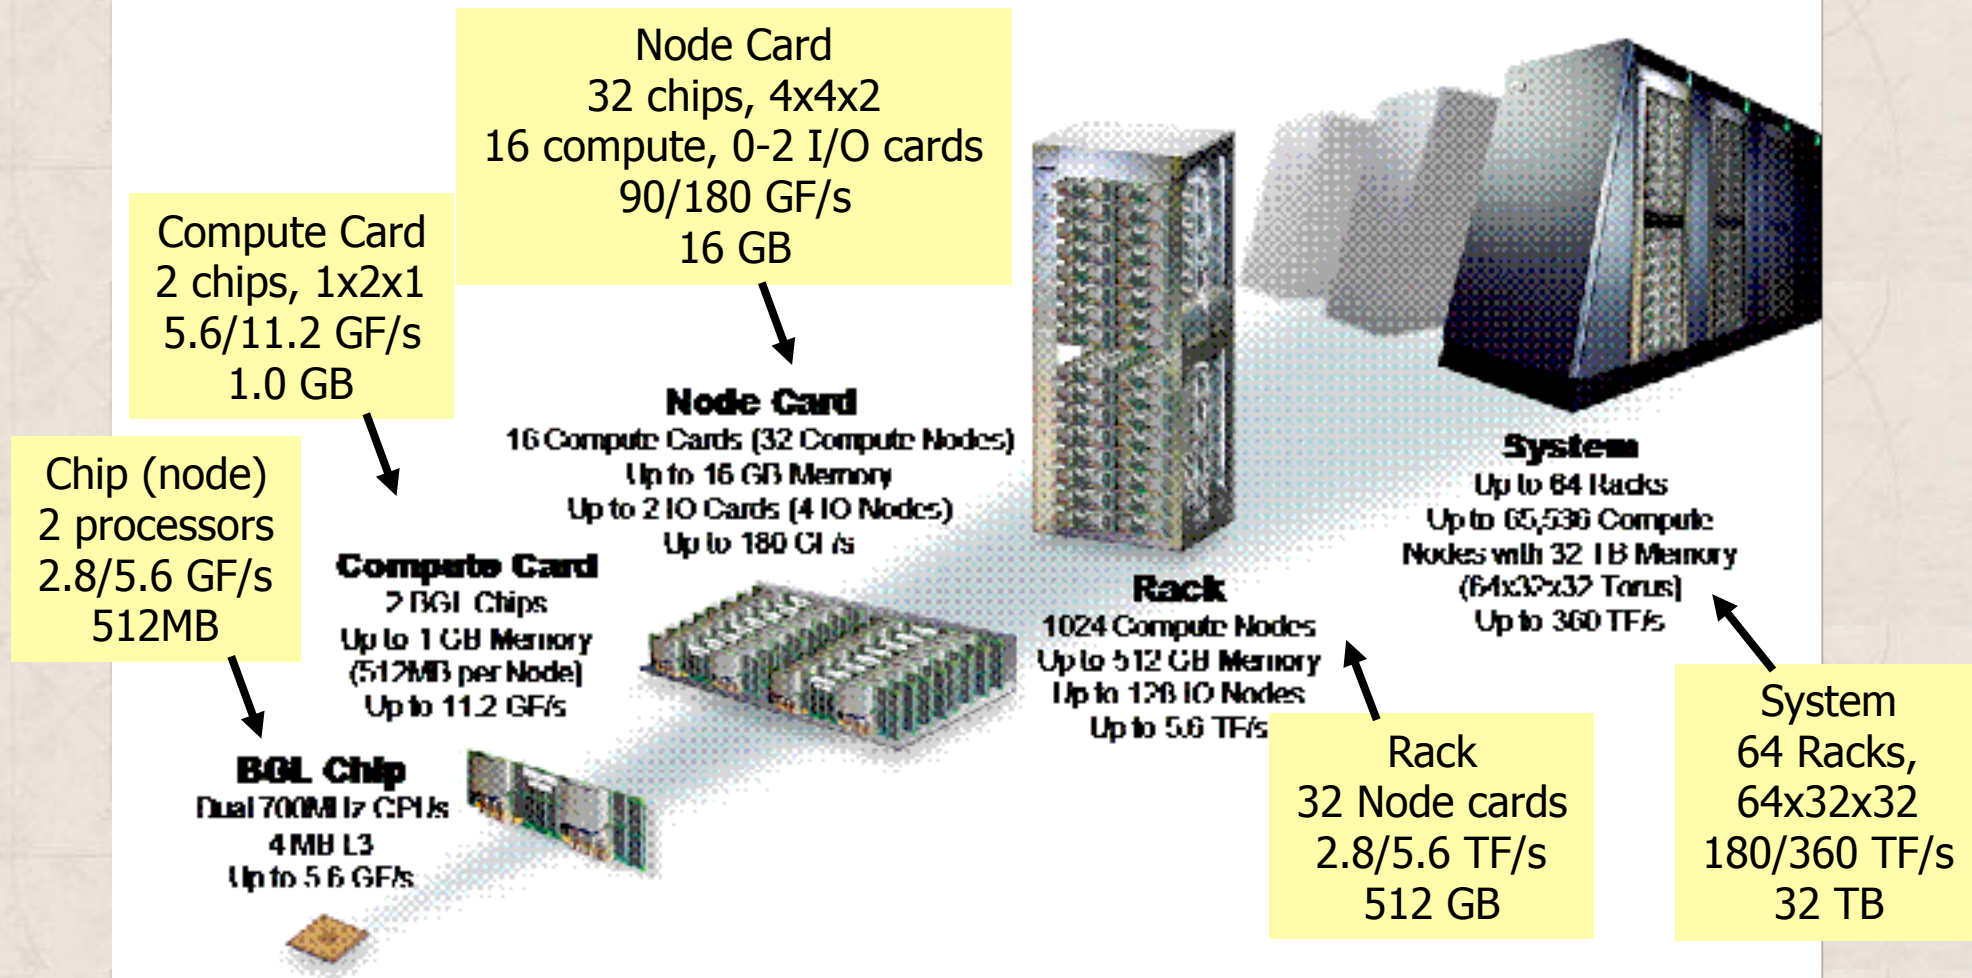 Node Card
32 chips, 4x4x2
16 compute, 0-2 I/O cards
90/180 GF/s
16 GB
Compute Card
2 chips, 1x2x1
5.6/11.2 GF/s
1.0 GB
Chip (node)
2 processors
2.8/5.6 GF/s
512MB
Node Card
16 Compute Cards (32 Compute Nodes)
Up to 16 GB Memory
Up to 2 IO Cards (4 IO Nodes)
Up to 180 GF/s
Compute Card
2 BGL Chips
Up to 1 GB Memory
(512MB per Node)
Up to 11.2 GF/s
BGL Chip
Dual 700MHz CPUs
4 MB L3
Up to 5.6 GF/s
Rack
1024 Compute Nodes
Up to 512 GB Memory
Up to 128 IO Nodes
Up to 5.6 TF/s
System
Up to 64 Racks
Up to 65,536 Compute
Nodes with 32 TB Memory
(64x32x32 Torus)
Up to 360 TF/s
Rack
32 Node cards
2.8/5.6 TF/s
512 GB
System
64 Racks,
64x32x32
180/360 TF/s
32 TB